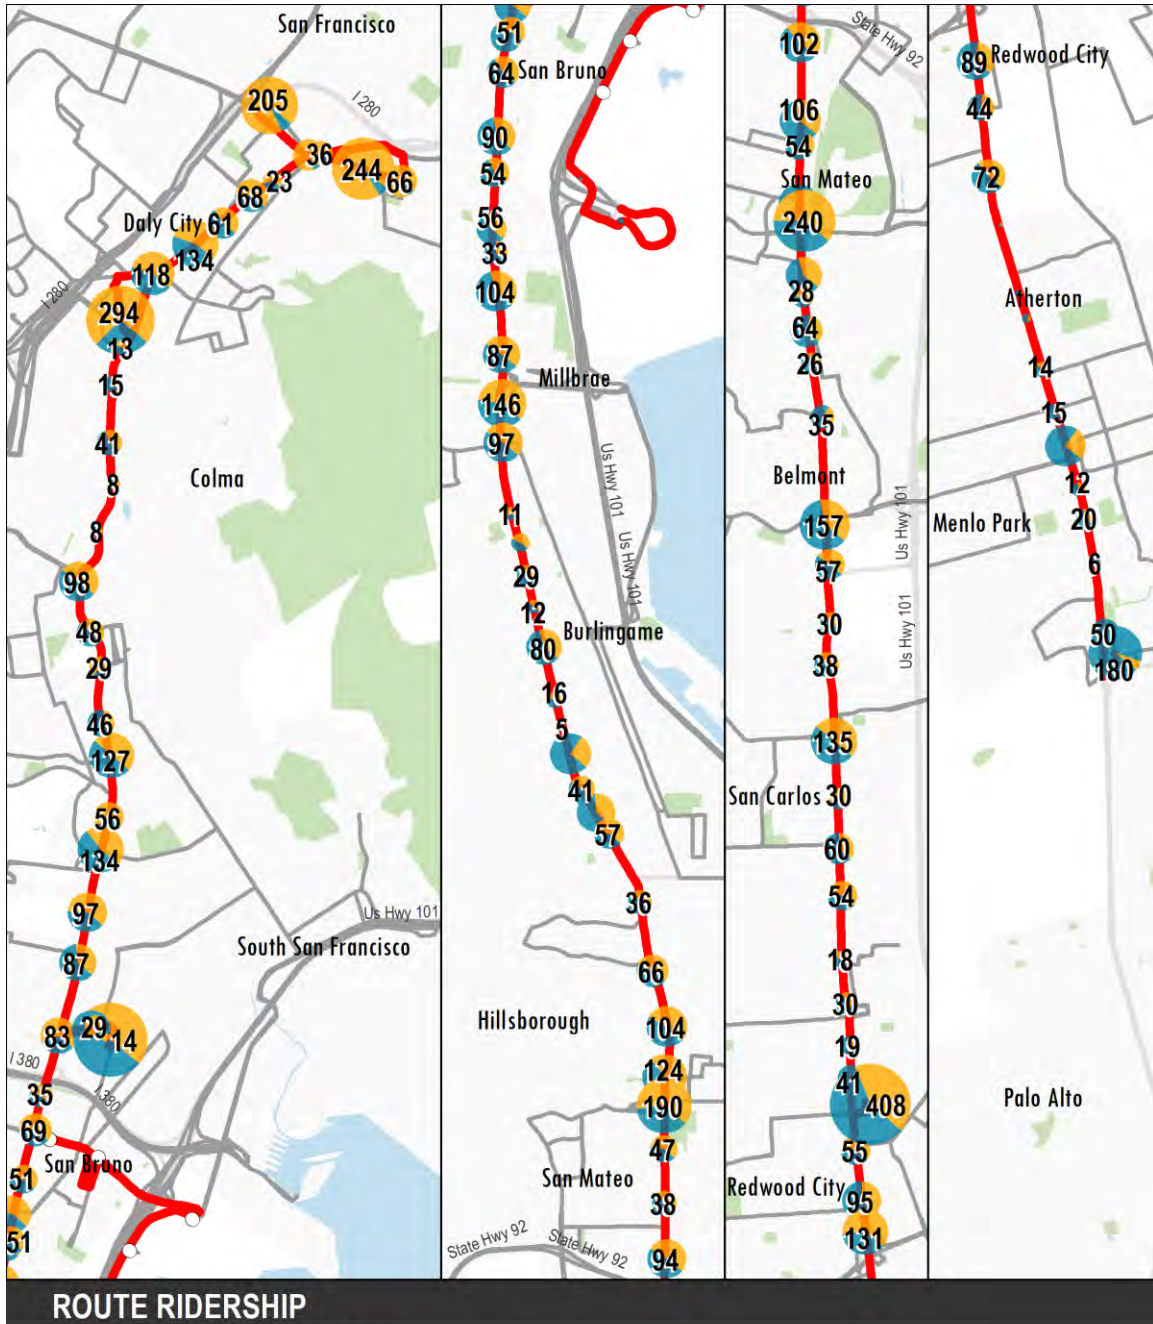 San Francisco
205
I 280
36
244
66
23
68
Daly City
61
134
118
I 280
294
13
15
41
Colma
8
8
98
48
29
46
127
56
134
97
Us Hwy 101
South San Francisco
87
29
14
83
I 380
I 380
35
69
San Bruno
51
51
51
San Bruno
64
90
54
56
33
104
87
Millbrae
146
97
Us Hwy 101
11
Us Hwy 101
29
12
Burlingame
80
16
5
41
57
36
66
Hillsborough
104
124
190
47
San Mateo
38
State Hwy 92
State Hwy 92
94
State Hwy 92
102
106
54
San Mateo
240
28
64
26
35
Belmont
Us Hwy 101
157
57
30
Us Hwy 101
38
135
San Carlos
30
60
54
18
30
19
41
408
55
Redwood City
95
131
Redwood City
89
44
72
Atherton
14
15
12
Menlo Park
20
6
50
180
Palo Alto
ROUTE RIDERSHIP